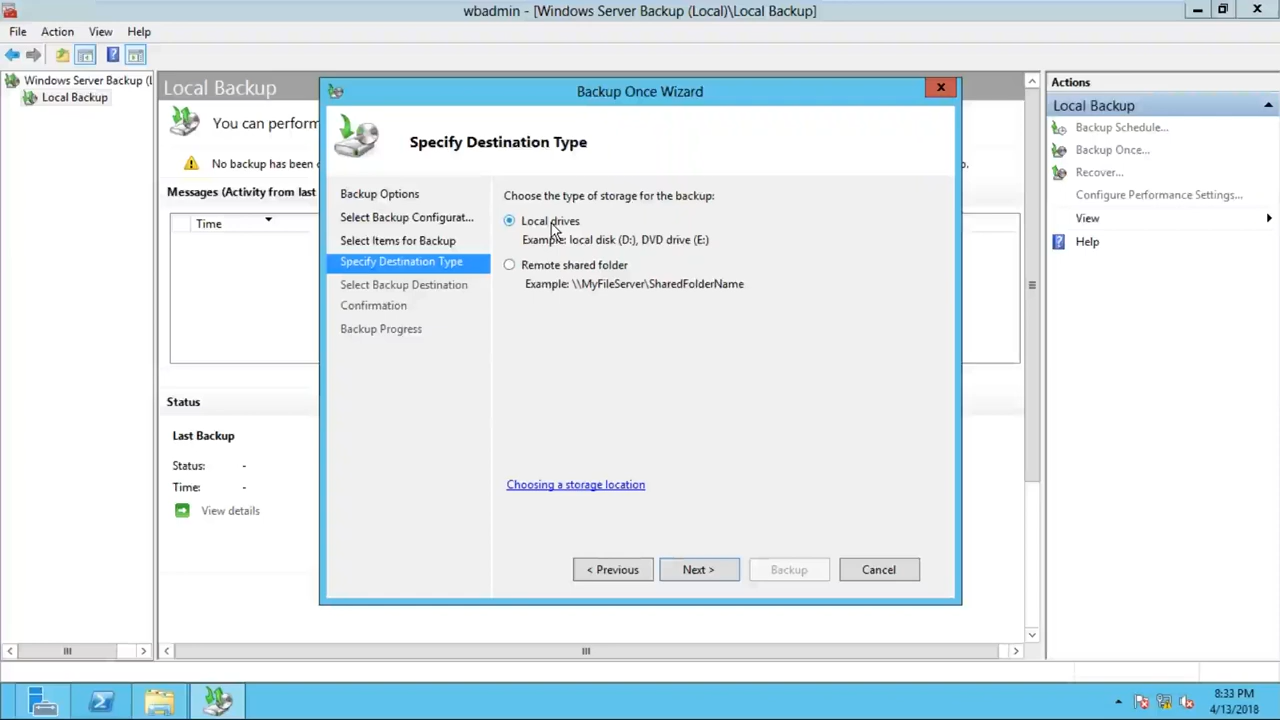 wbadmin - [Windows Server Backup (Local)\Local Backup]
File Action View Help
Windows Server Backup (L
Local Backup
Local Backup
You can perform
No backup has been
p.
Messages (Activity from last
Time
Status
Last Backup
Status: -
Time: -
View details
Backup Once Wizard
Specify Destination Type
Backup Options
Select Backup Configurat...
Select Items for Backup
Specify Destination Type
Select Backup Destination
Confirmation
Backup Progress
Choose the type of storage for the backup:
Local drives
Example: local disk (D:), DVD drive (E:)
Remote shared folder
Example: \\MyFileServer\SharedFolderName
Choosing a storage location
< Previous Next > Backup Cancel
Actions
Local Backup
Backup Schedule...
Backup Once...
Recover...
Configure Performance Settings...
View
Help
8:33 PM
4/13/2018